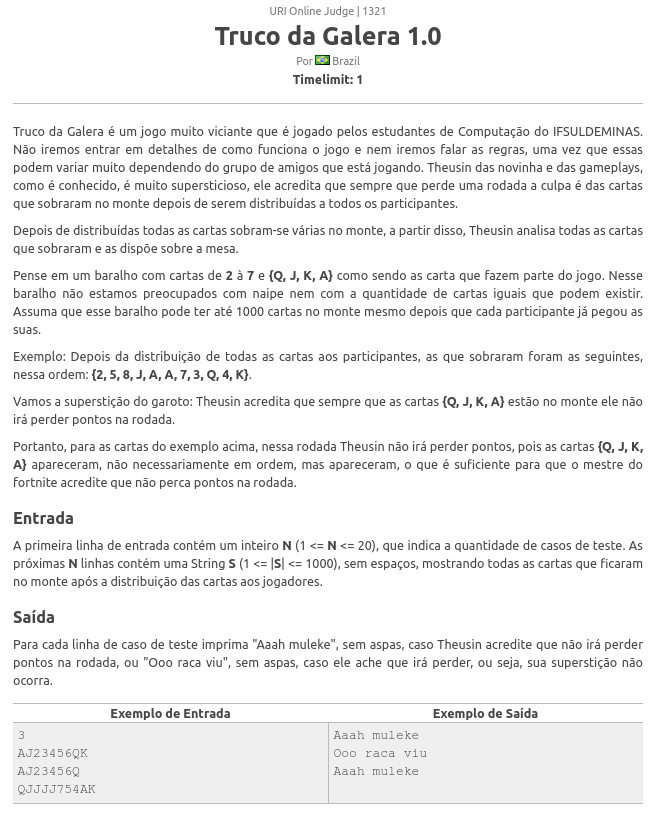 URI Online Judge | 1321
Truco da Galera 1.0
Por Brazil
Timelimit: 1
Truco da Galera é um jogo muito viciante que é jogado pelos estudantes de Computação do IFSULDEMINAS.
Não iremos entrar em detalhes de como funciona o jogo e nem iremos falar as regras, uma vez que essas
podem variar muito dependendo do grupo de amigos que está jogando. Theusin das novinha e das gameplays,
como é conhecido, é muito supersticioso, ele acredita que sempre que perde uma rodada a culpa é das cartas
que sobraram no monte depois de serem distribuídas a todos os participantes.
Depois de distribuídas todas as cartas sobram-se várias no monte, a partir disso, Theusin analisa todas as cartas
que sobraram e as dispõe sobre a mesa.
Pense em um baralho com cartas de 2 à 7 e {Q, J, K, A} como sendo as carta que fazem parte do jogo. Nesse
baralho não estamos preocupados com naipe nem com a quantidade de cartas iguais que podem existir.
Assuma que esse baralho pode ter até 1000 cartas no monte mesmo depois que cada participante já pegou as
suas.
Exemplo: Depois da distribuição de todas as cartas aos participantes, as que sobraram foram as seguintes,
nessa ordem: {2, 5, 8, J, A, A, 7, 3, Q, 4, K}.
Vamos a superstição do garoto: Theusin acredita que sempre que as cartas {Q, J, K, A} estão no monte ele não
irá perder pontos na rodada.
Portanto, para as cartas do exemplo acima, nessa rodada Theusin não irá perder pontos, pois as cartas {Q, J, K,
A} apareceram, não necessariamente em ordem, mas apareceram, o que é suficiente para que o mestre do
fortnite acredite que não perca pontos na rodada.
Entrada
A primeira linha de entrada contém um inteiro N (1 <= N <= 20), que indica a quantidade de casos de teste. As
próximas N linhas contém uma String S (1 <= |S| <= 1000), sem espaços, mostrando todas as cartas que ficaram
no monte após a distribuição das cartas aos jogadores.
Saída
Para cada linha de caso de teste imprima "Aaah muleke", sem aspas, caso Theusin acredite que não irá perder
pontos na rodada, ou "Ooo raca viu", sem aspas, caso ele ache que irá perder, ou seja, sua superstição não
ocorra.
Exemplo de Entrada
Exemplo de Saída
3
AJ23456QK
AJ23456Q
QJJJJ754AK
Aaah muleke
Ooo raca viu
Aaah muleke